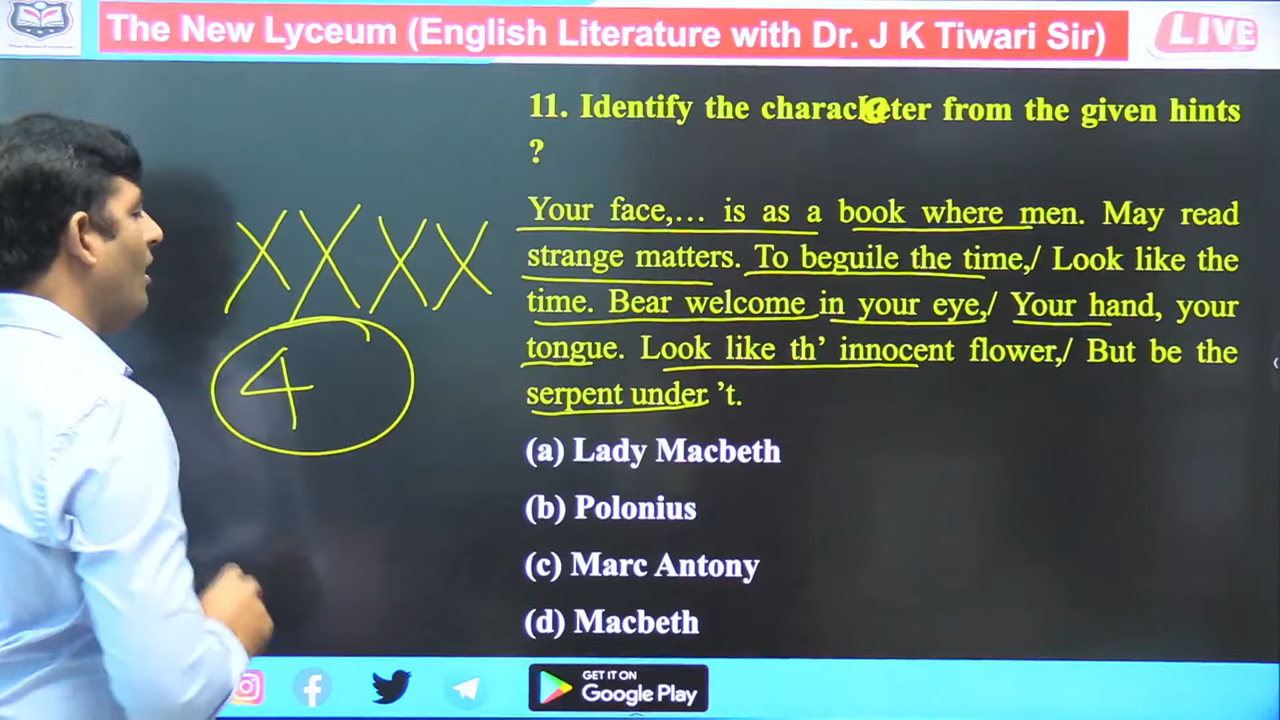 The New Lyceum (English Literature with Dr. J K Tiwari Sir)
LIVE
11. Identify the character from the given hints
?
Your face,… is as a book where men. May read
strange matters. To beguile the time,/ Look like the
time. Bear welcome in your eye,/ Your hand, your
tongue. Look like th’ innocent flower,/ But be the
serpent under ’t.
XXXX
4
(a) Lady Macbeth
(b) Polonius
(c) Marc Antony
(d) Macbeth
GET IT ON
Google Play